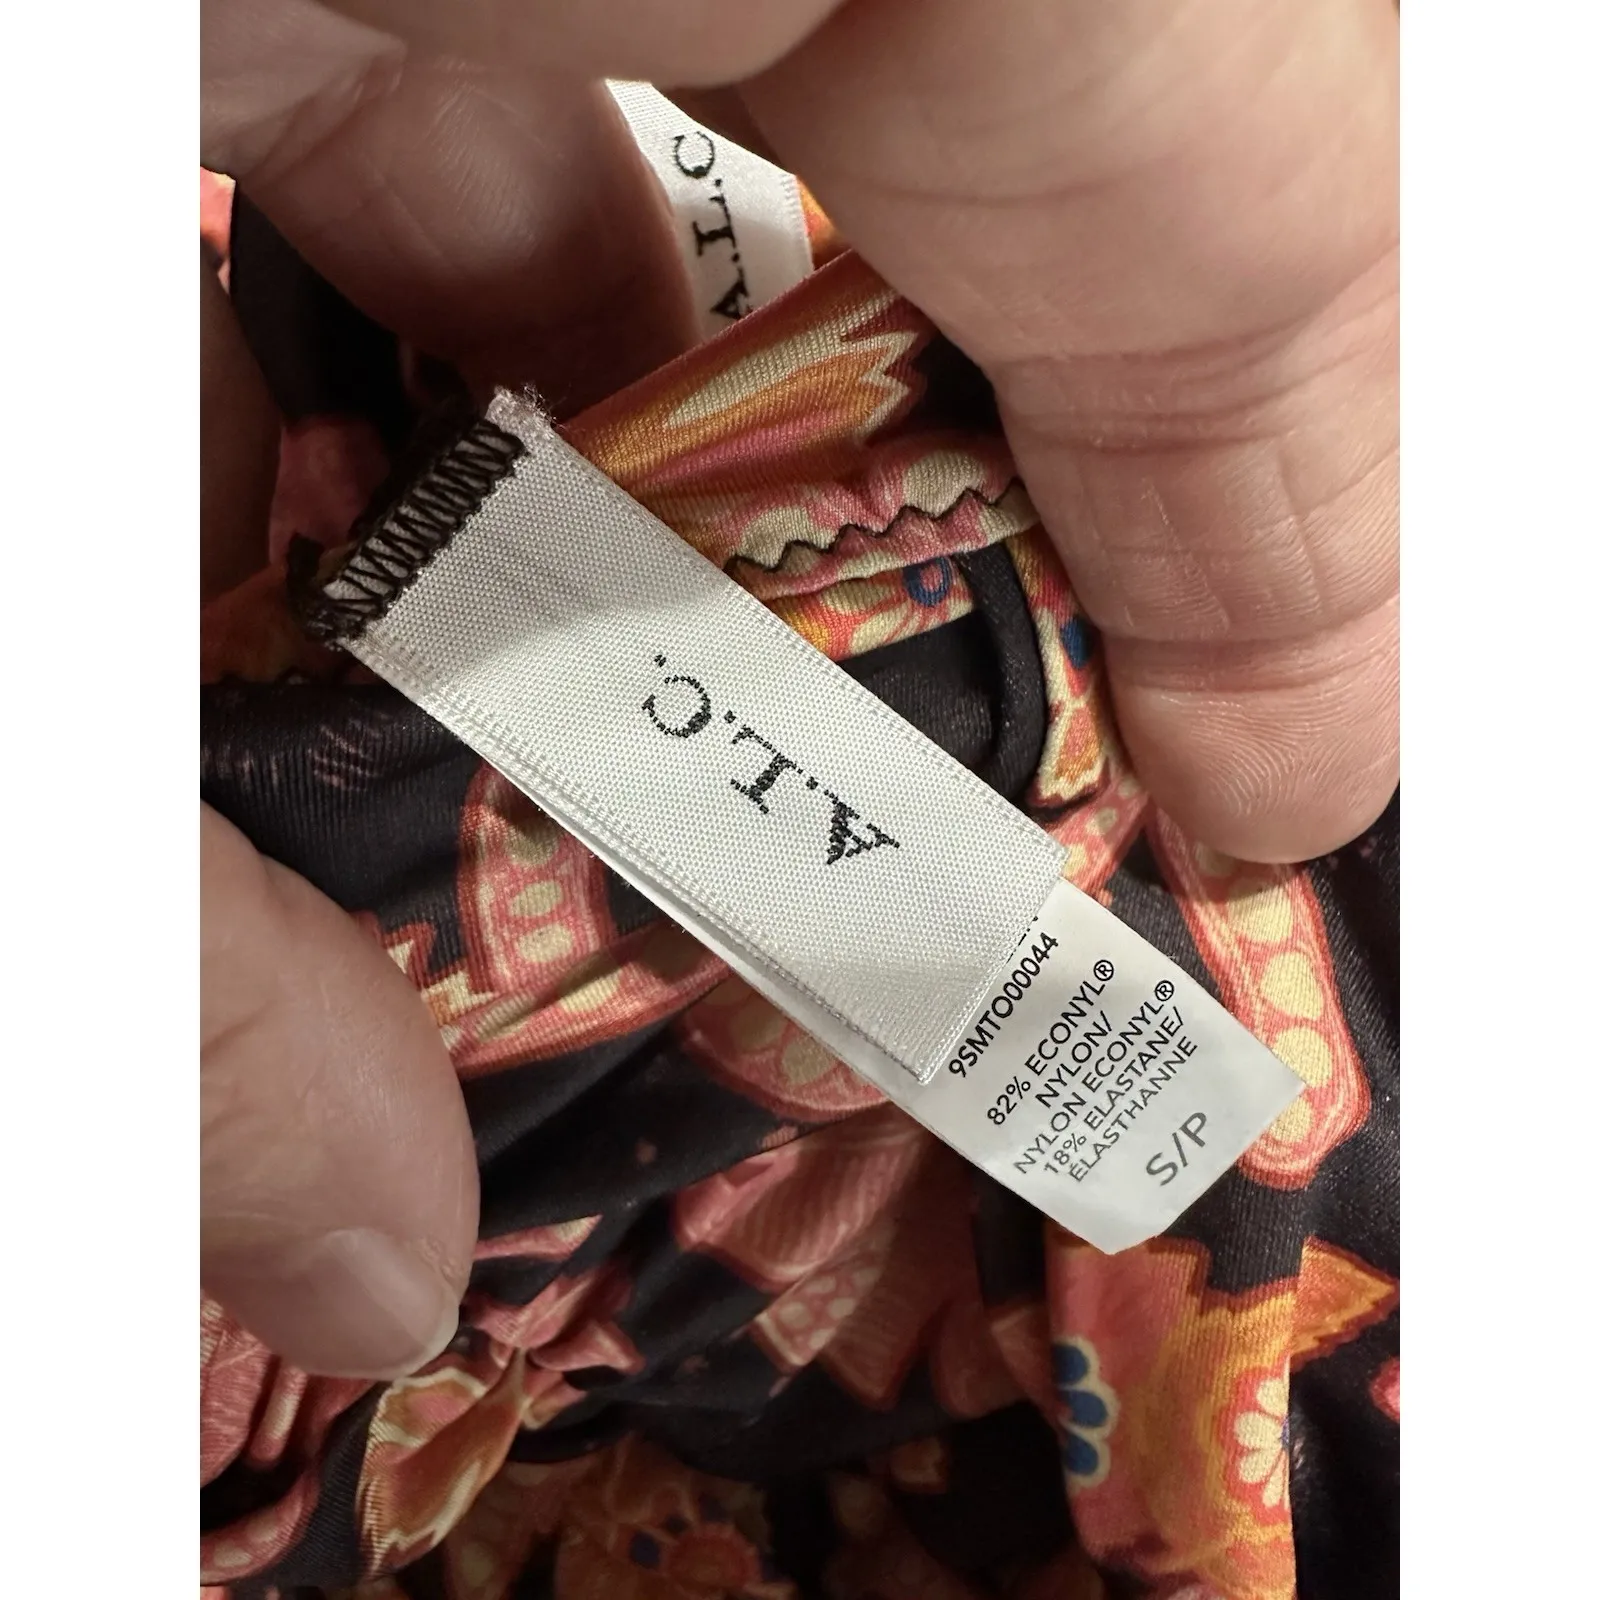 A.L.C
A.L.C.
9SMTO00044
82% ECONYL®
NYLON/
NYLON ECONYL®
18% ELASTANE/
ÉLASTHANNE
S/P